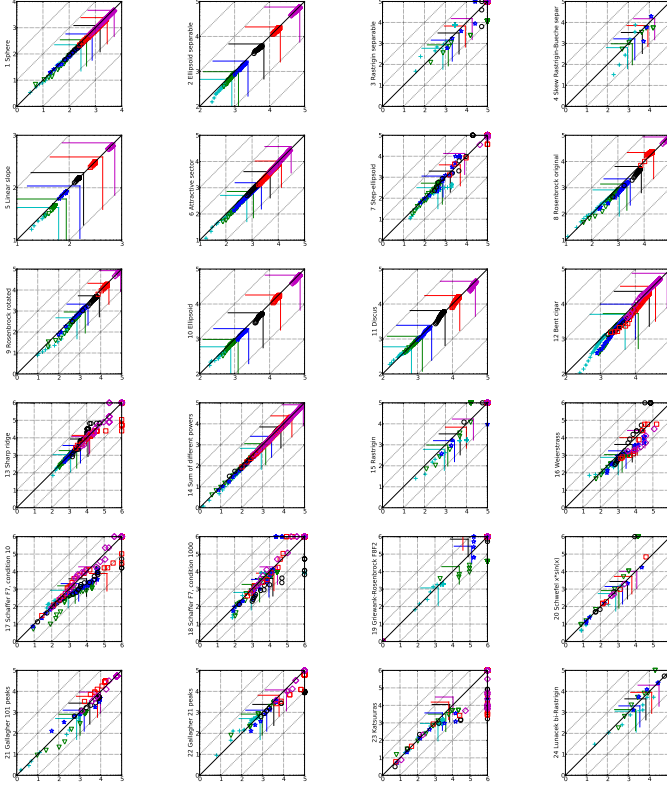 1 Sphere
2 Ellipsoid separable
3 Rastrigin separable
4 Skew Rastrigin-Bueche separ
5 Linear slope
6 Attractive sector
7 Step-ellipsoid
8 Rosenbrock original
9 Rosenbrock rotated
10 Ellipsoid
11 Discus
12 Bent cigar
13 Sharp ridge
14 Sum of different powers
15 Rastrigin
16 Weierstrass
17 Schaffer F7, condition 10
18 Schaffer F7, condition 1000
19 Griewank-Rosenbrock F8F2
20 Schwefel x*sin(x)
21 Gallagher 101 peaks
22 Gallagher 21 peaks
23 Katsuuras
24 Lunacek bi-Rastrigin